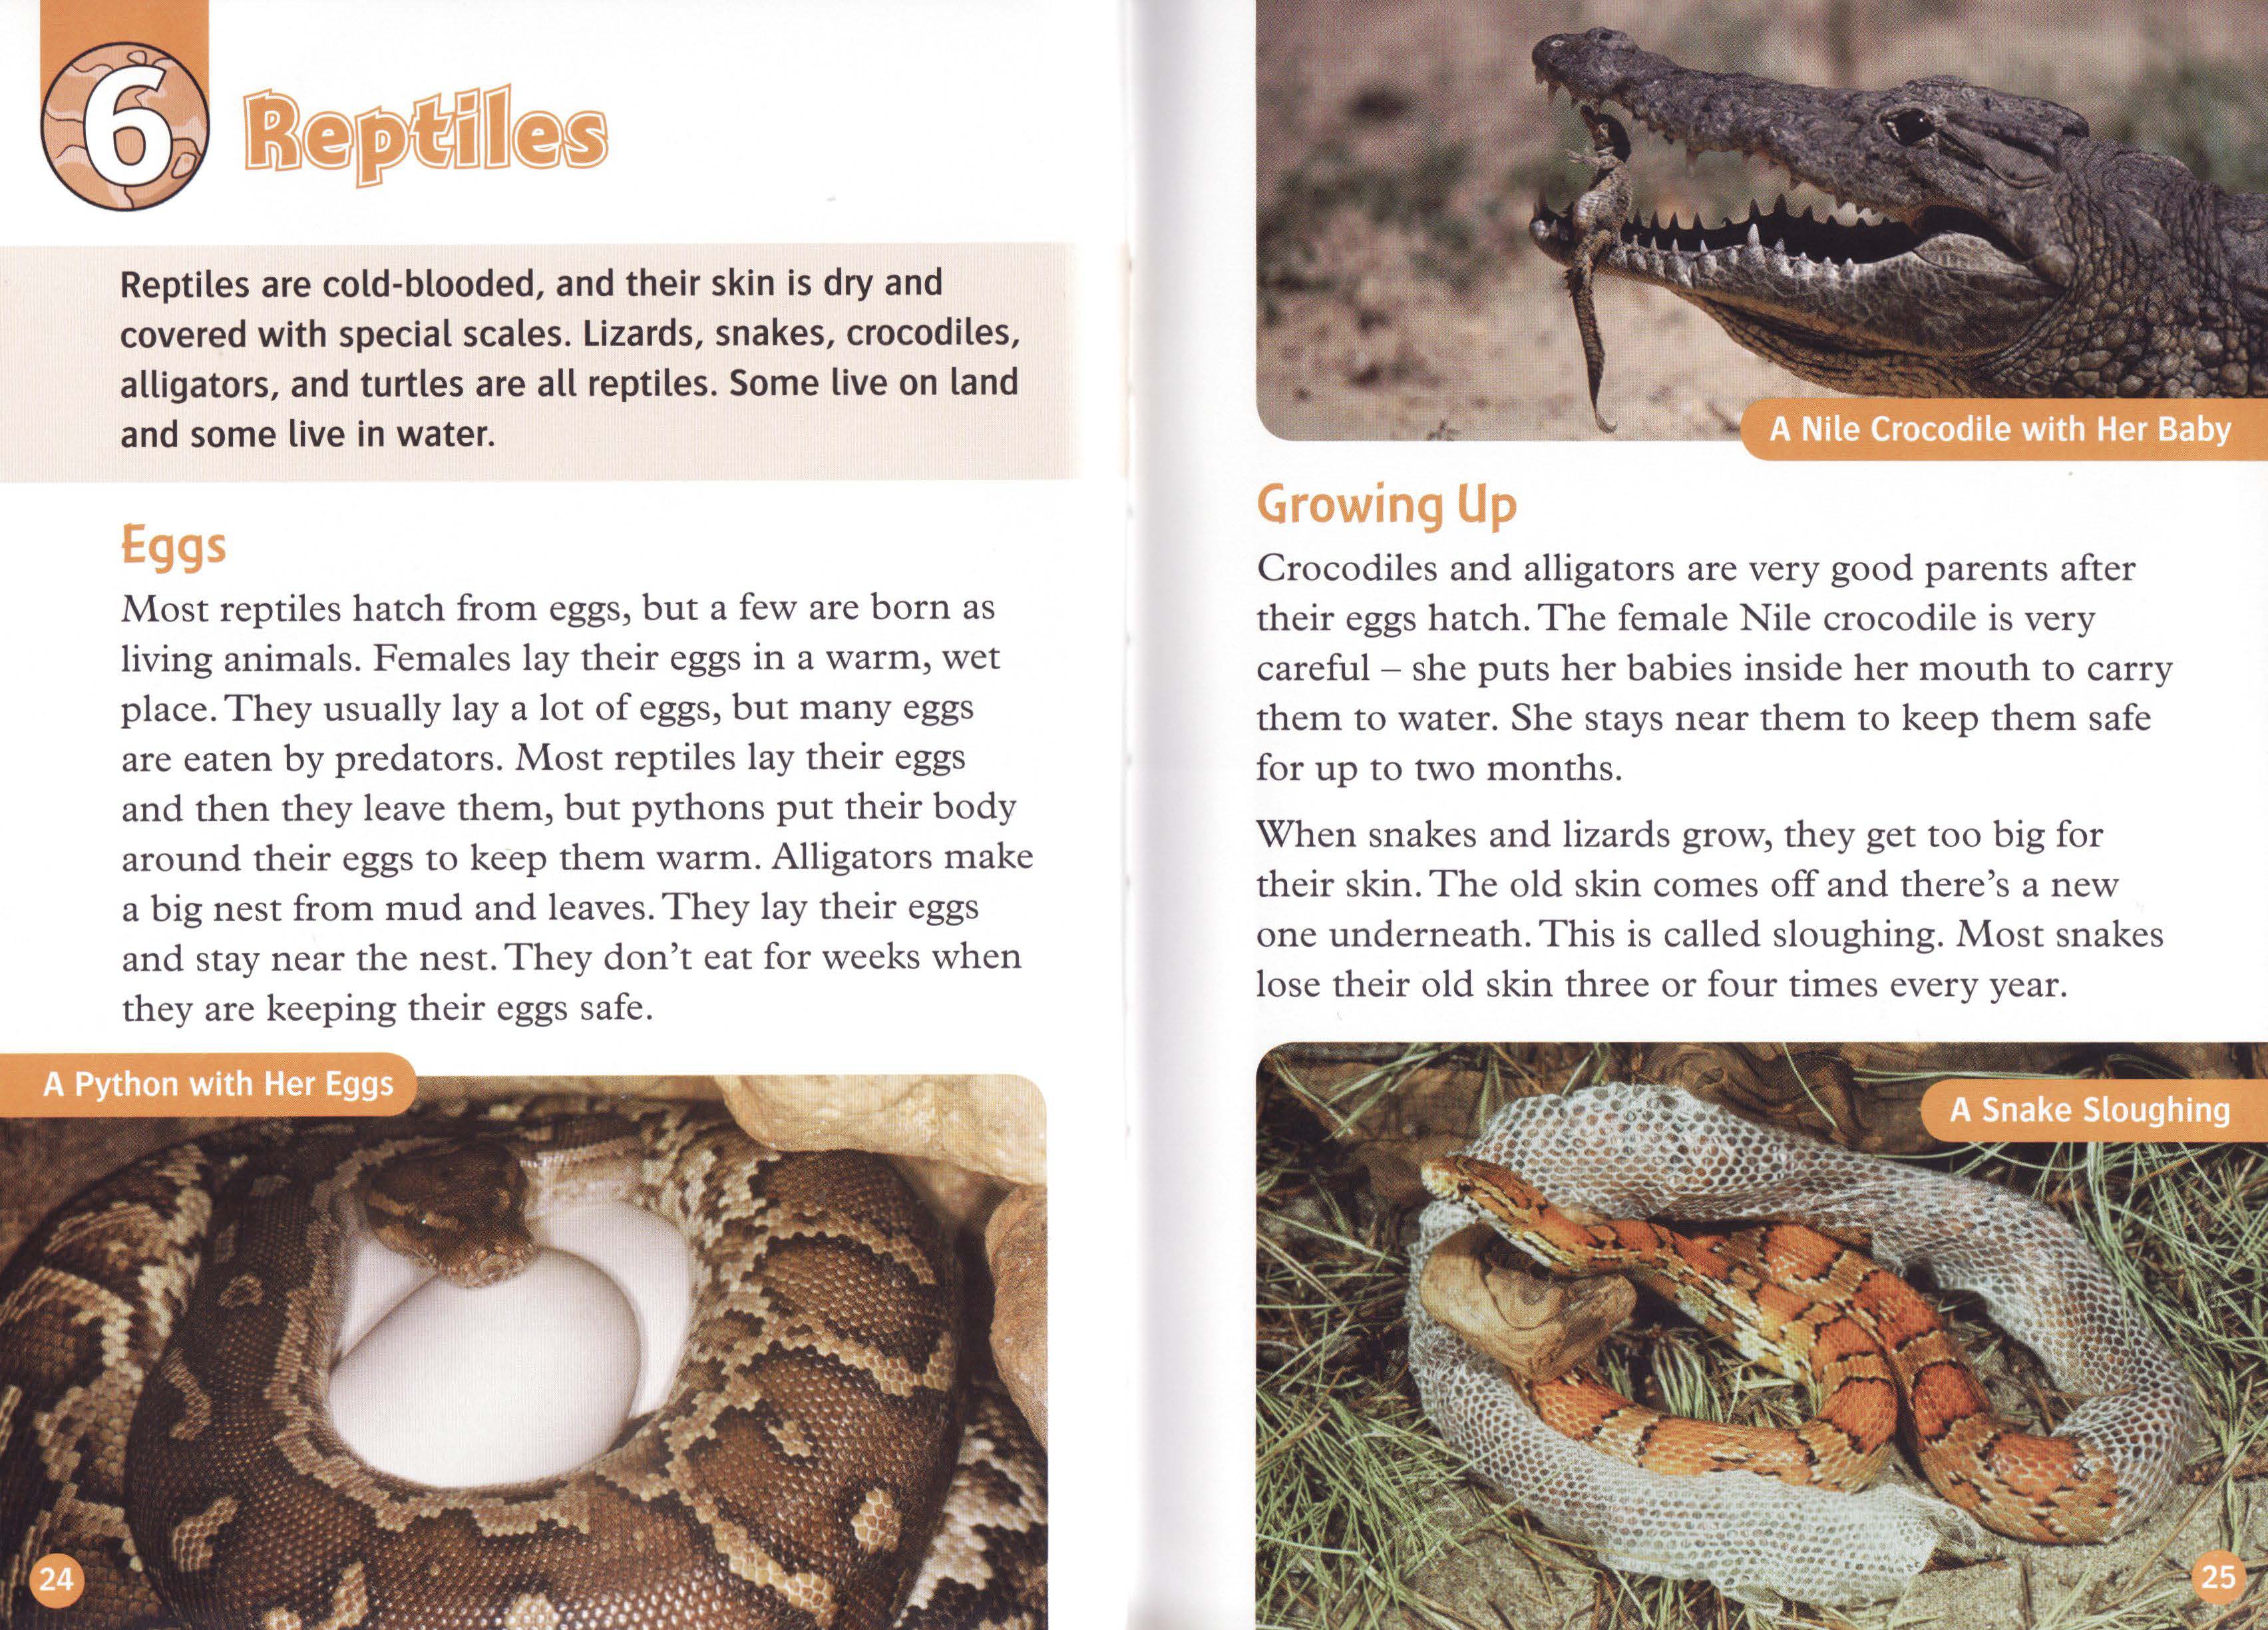 6
Reptiles
Reptiles are cold-blooded, and their skin is dry and
covered with special scales. Lizards, snakes, crocodiles,
alligators, and turtles are all reptiles. Some live on land
and some live in water.
Eggs
Most reptiles hatch from eggs, but a few are born as
living animals. Females lay their eggs in a warm, wet
place. They usually lay a lot of eggs, but many eggs
are eaten by predators. Most reptiles lay their eggs
and then they leave them, but pythons put their body
around their eggs to keep them warm. Alligators make
a big nest from mud and leaves. They lay their eggs
and stay near the nest. They don't eat for weeks when
they are keeping their eggs safe.
A Python with Her Eggs
24
A Nile Crocodile with Her Baby
Growing Up
Crocodiles and alligators are very good parents after
their eggs hatch. The female Nile crocodile is very
careful – she puts her babies inside her mouth to carry
them to water. She stays near them to keep them safe
for up to two months.
When snakes and lizards grow, they get too big for
their skin. The old skin comes off and there's a new
one underneath. This is called sloughing. Most snakes
lose their old skin three or four times every year.
A Snake Sloughing
25